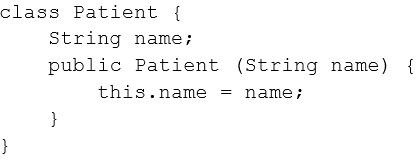 class Patient {
    String name;
    public Patient (String name) {
        this.name = name;
    }
}